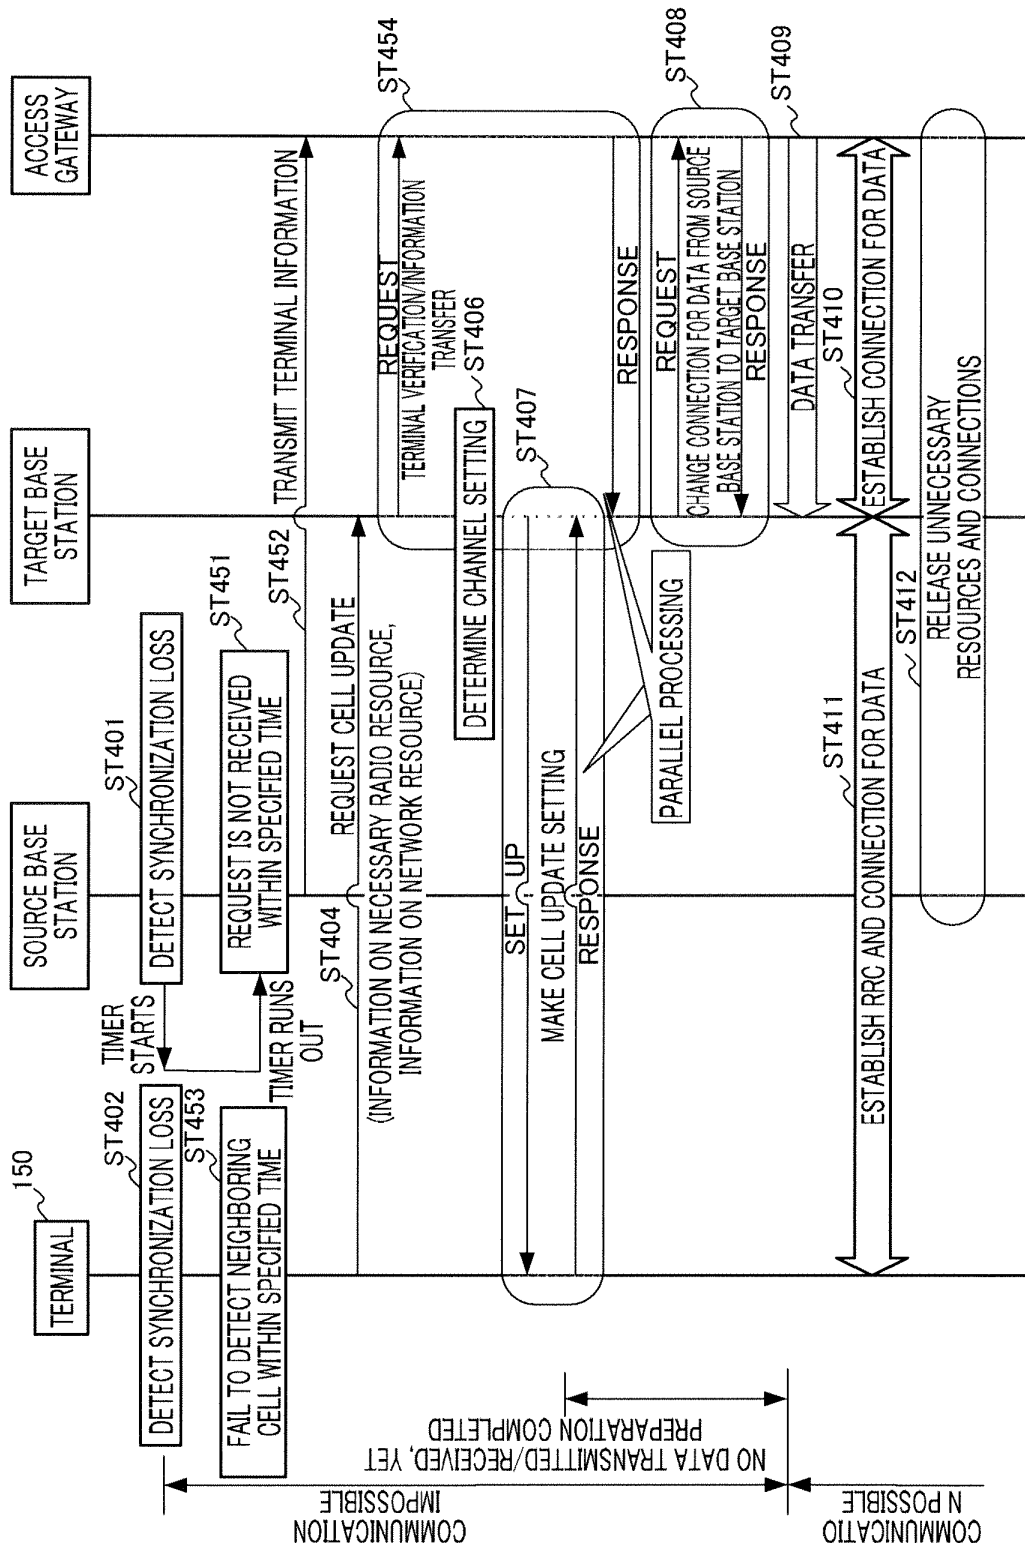 150
TERMINAL
SOURCE BASE
STATION
TARGET BASE
STATION
ACCESS
GATEWAY
ST402
DETECT SYNCHRONIZATION LOSS
TIMER
STARTS
ST401
DETECT SYNCHRONIZATION LOSS
ST453
FAIL TO DETECT NEIGHBORING
CELL WITHIN SPECIFIED TIME
TIMER RUNS
OUT
ST451
REQUEST IS NOT RECEIVED
WITHIN SPECIFIED TIME
ST452
TRANSMIT TERMINAL INFORMATION
ST404
REQUEST CELL UPDATE
(INFORMATION ON NECESSARY RADIO RESOURCE,
INFORMATION ON NETWORK RESOURCE)
ST454
REQUEST
TERMINAL VERIFICATION/INFORMATION
TRANSFER
ST406
DETERMINE CHANNEL SETTING
ST407
SET UP
MAKE CELL UPDATE SETTING
RESPONSE
RESPONSE
PARALLEL PROCESSING
ST408
REQUEST
CHANGE CONNECTION FOR DATA FROM SOURCE
BASE STATION TO TARGET BASE STATION
RESPONSE
ST409
DATA TRANSFER
ST410
ESTABLISH CONNECTION FOR DATA
ST411
ESTABLISH RRC AND CONNECTION FOR DATA
ST412
RELEASE UNNECESSARY
RESOURCES AND CONNECTIONS
COMMUNICATION
IMPOSSIBLE
NO DATA TRANSMITTED/RECEIVED, YET
PREPARATION COMPLETED
COMMUNICATIO
N POSSIBLE